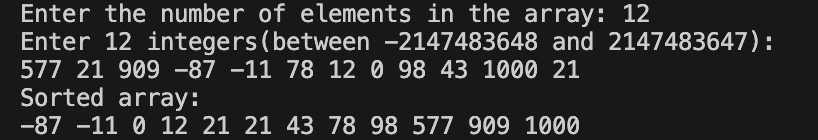 Enter the number of elements in the array: 12
Enter 12 integers(between -2147483648 and 2147483647):
577 21 909 -87 -11 78 12 0 98 43 1000 21
Sorted array:
-87 -11 0 12 21 21 43 78 98 577 909 1000